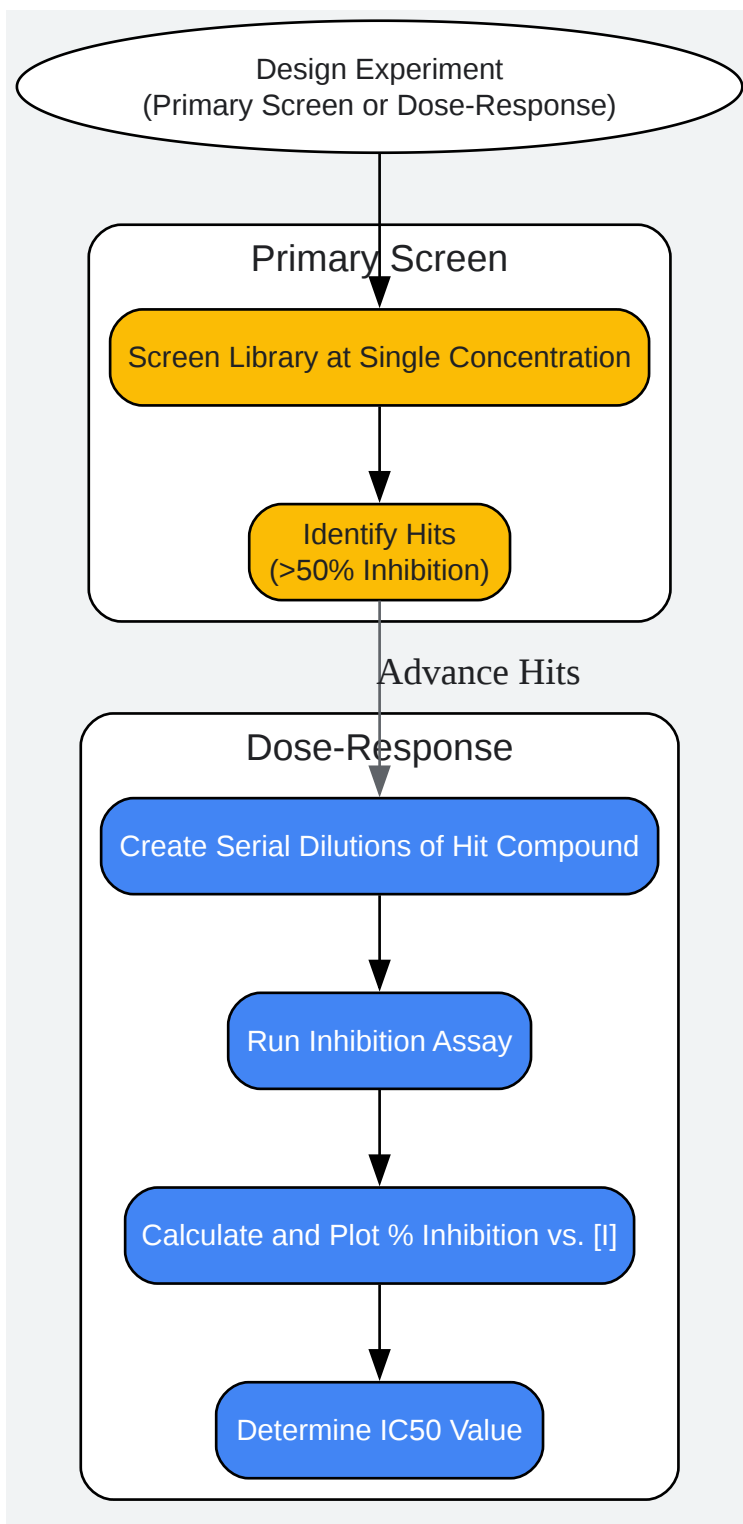 Design Experiment
(Primary Screen or Dose-Response)
Primary Screen
Screen Library at Single Concentration
Identify Hits
(>50% Inhibition)
Advance Hits
Dose-Response
Create Serial Dilutions of Hit Compound
Run Inhibition Assay
Calculate and Plot % Inhibition vs. [I]
Determine IC50 Value